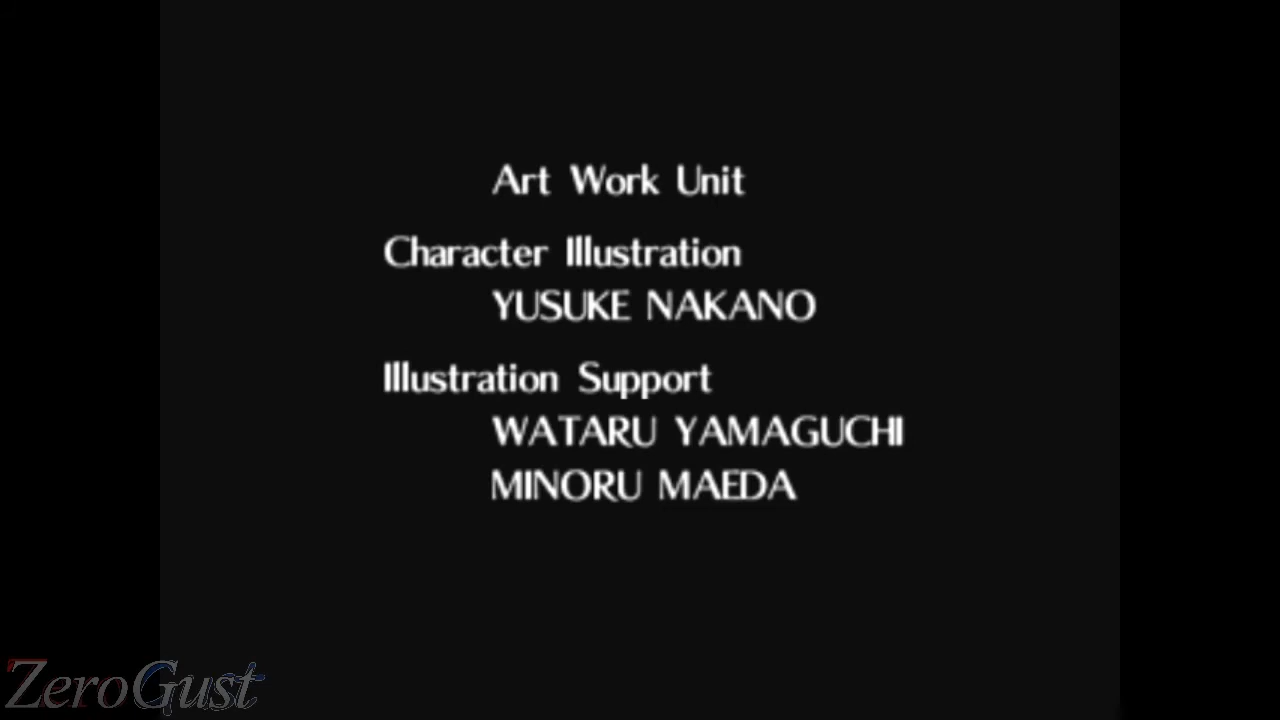 Art Work Unit
Character Illustration
YUSUKE NAKANO
Illustration Support
WATARU YAMAGUCHI
MINORU MAEDA
ZeroGust